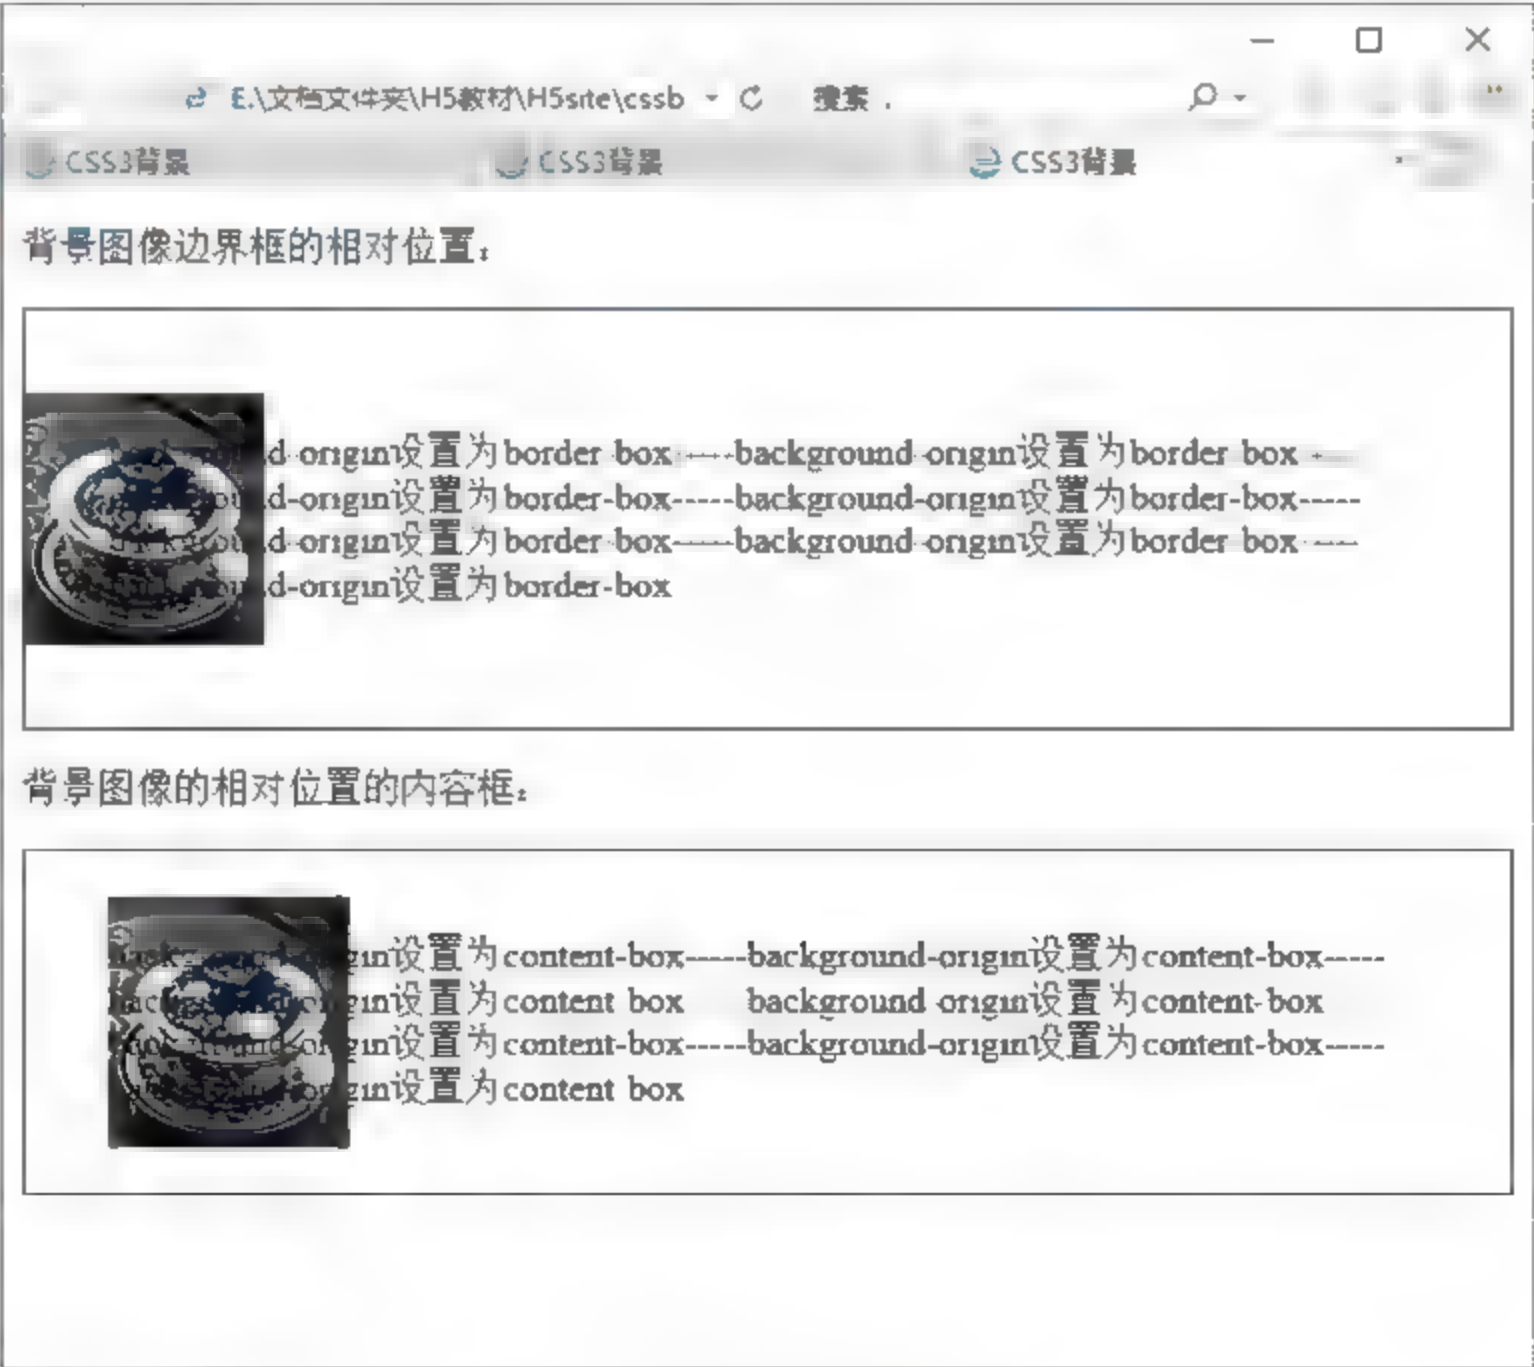 E:\文档文件夹\H5教材\H5site\cssb
搜索
CSS3背景
CSS3背景
CSS3背景
背景图像边界框的相对位置：
d-origin设置为border-box-----background-origin设置为border-box-----
d-origin设置为border-box-----background-origin设置为border-box-----
d-origin设置为border-box-----background-origin设置为border-box-----
d-origin设置为border-box
背景图像的相对位置的内容框：
gin设置为content-box-----background-origin设置为content-box-----
gin设置为content-box-----background-origin设置为content-box
gin设置为content-box-----background-origin设置为content-box-----
gin设置为content-box